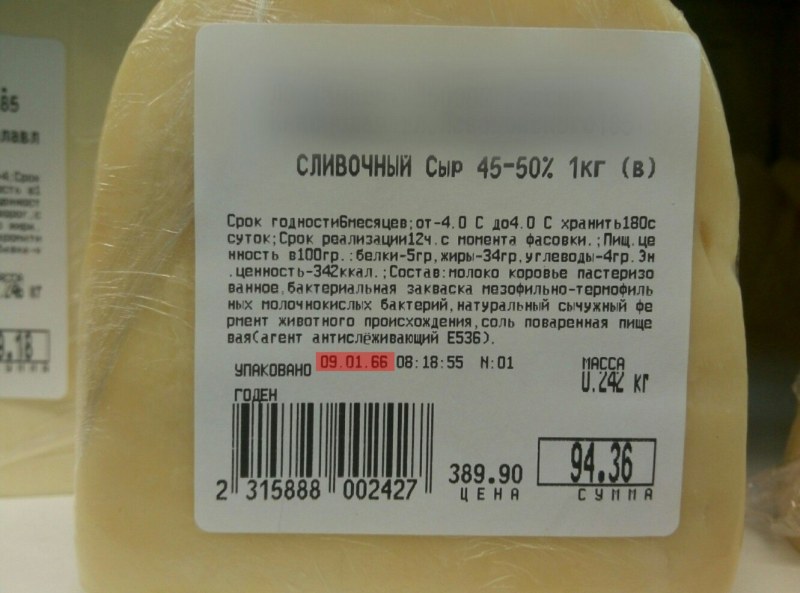 СЛИВОЧНЫЙ Сыр 45-50% 1кг (в)
Срок годности6месяцев;от-4.0 С до4.0 С хранить180с
суток;Срок реализации12ч.с момента фасовки.;Пищ.це
нность в100гр.:белки-5гр,жиры-34гр,углеводы-4гр.Эн
.ценность-342ккал.;Состав:молоко коровье пастеризо
ванное,бактериальная закваска мезофильно-термофиль
ных молочнокислых бактерий,натуральный сычужный фе
рмент животного происхождения,соль поваренная пище
вая(агент антислёживающий Е536).
УПАКОВАНО 09.01.66 08:18:55 N:01
ГОДЕН
МАССА
0.242 кг
2 315888 002427
389.90
ЦЕНА
94.36
СУММА
85
МАССА